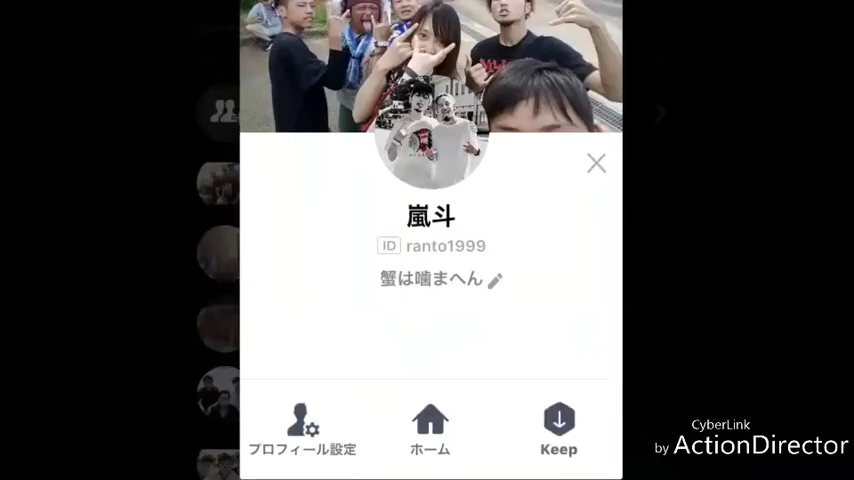 嵐斗
ID ranto1999
蟹は噛まへん
プロフィール設定
ホーム
Keep
CyberLink
by ActionDirector